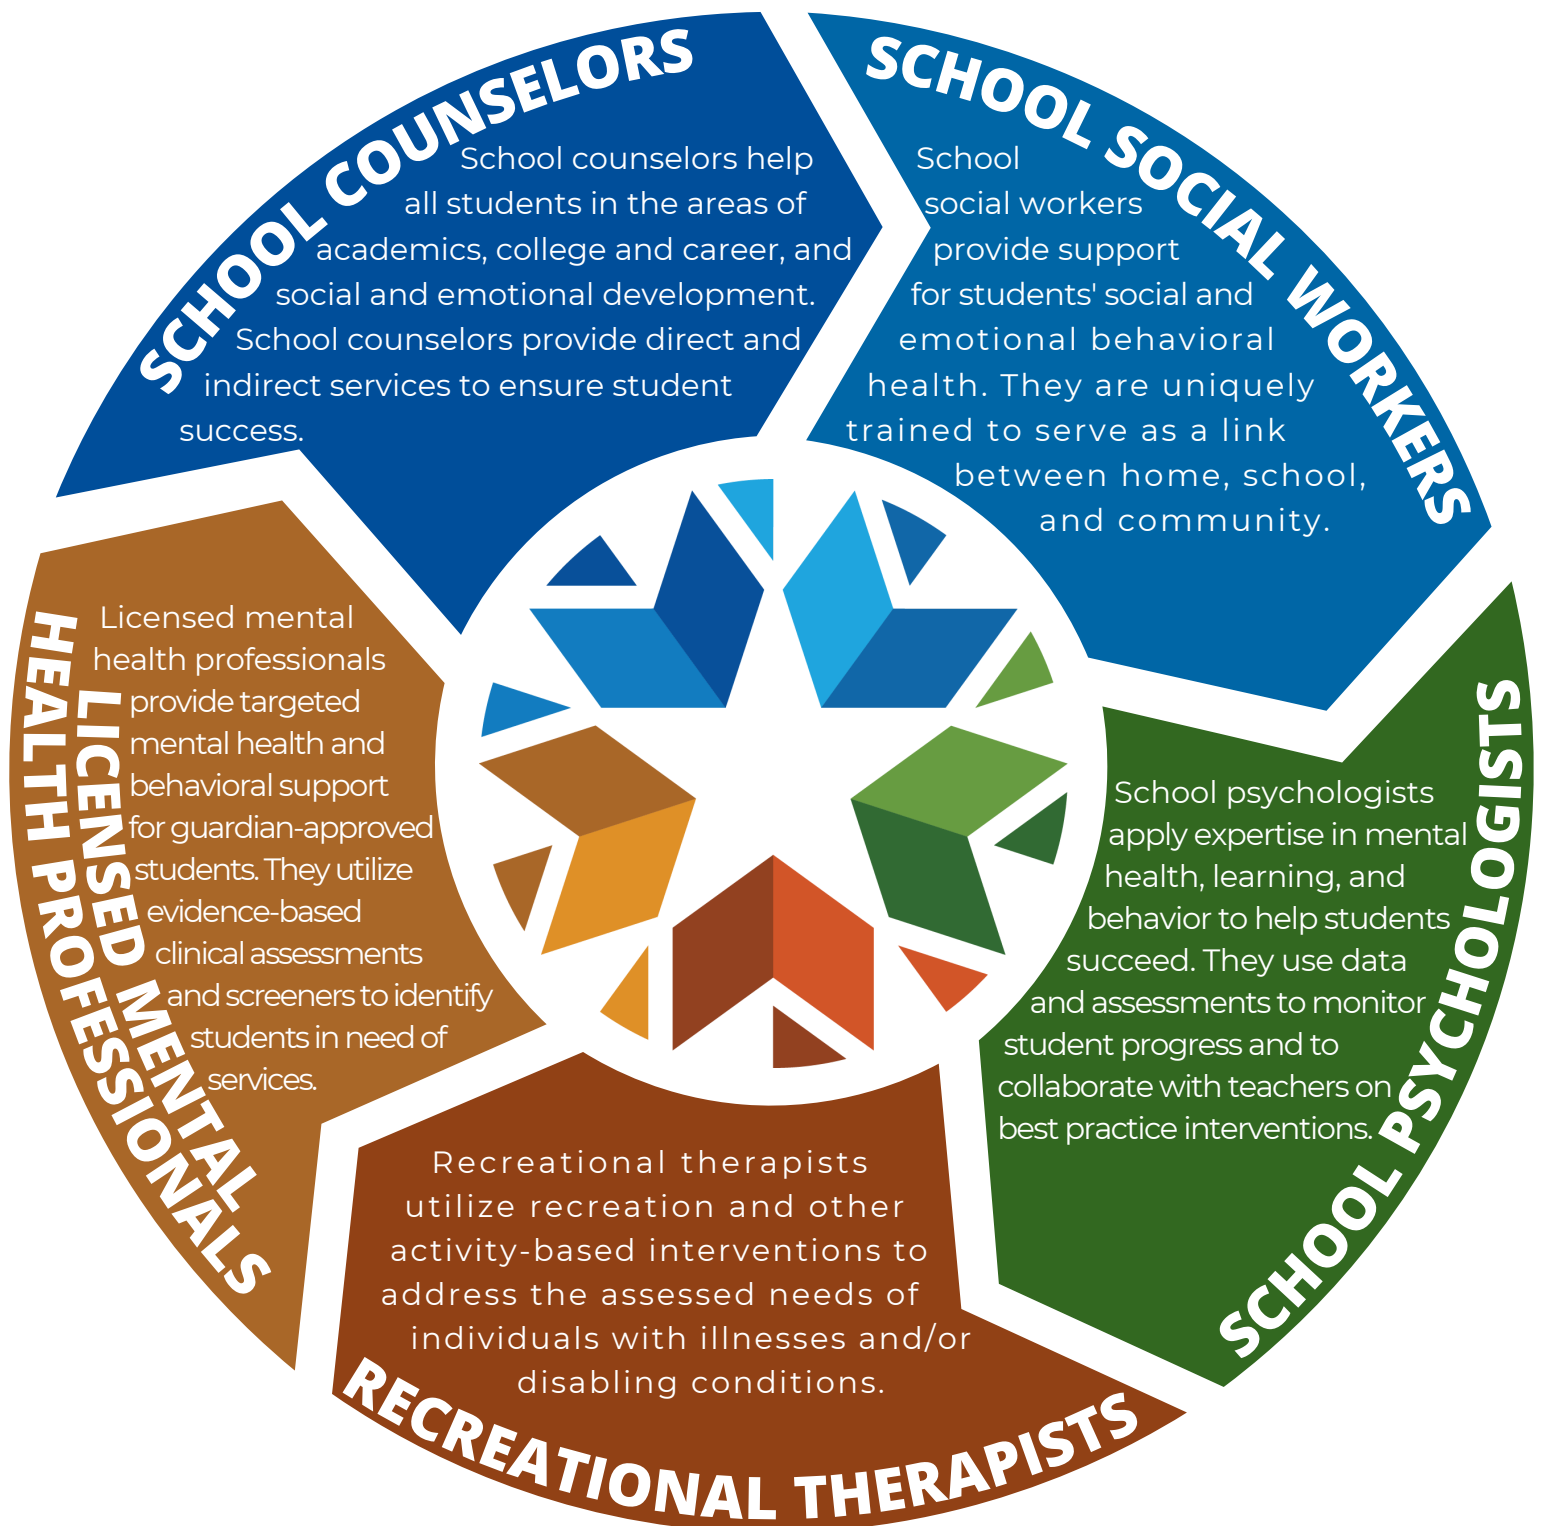 SCHOOL COUNSELORS
School counselors help
all students in the areas of
academics, college and career, and
social and emotional development.
School counselors provide direct and
indirect services to ensure student
success.
SCHOOL SOCIAL WORKERS
School
social workers
provide support
for students' social and
emotional behavioral
health. They are uniquely
trained to serve as a link
between home, school,
and community.
SCHOOL PSYCHOLOGISTS
School psychologists
apply expertise in mental
health, learning, and
behavior to help students
succeed. They use data
and assessments to monitor
student progress and to
collaborate with teachers on
best practice interventions.
RECREATIONAL THERAPISTS
Recreational therapists
utilize recreation and other
activity-based interventions to
address the assessed needs of
individuals with illnesses and/or
disabling conditions.
LICENSED MENTAL
HEALTH PROFESSIONALS
Licensed mental
health professionals
provide targeted
mental health and
behavioral support
for guardian-approved
students. They utilize
evidence-based
clinical assessments
and screeners to identify
students in need of
services.